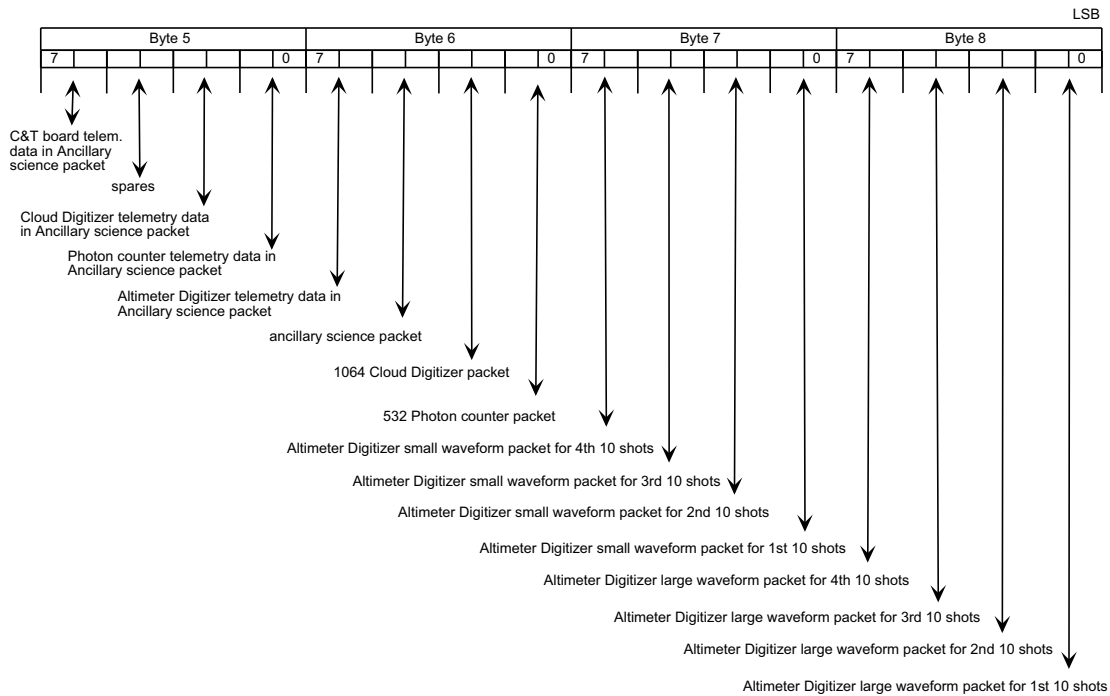 LSB
Byte 5 Byte 6 Byte 7 Byte 8
7 0 7 0 7 0 7 0
C&T board telem.
data in Ancillary
science packet
spares
Cloud Digitizer telemetry data
in Ancillary science packet
Photon counter telemetry data in
Ancillary science packet
Altimeter Digitizer telemetry data in
Ancillary science packet
ancillary science packet
1064 Cloud Digitizer packet
532 Photon counter packet
Altimeter Digitizer small waveform packet for 4th 10 shots
Altimeter Digitizer small waveform packet for 3rd 10 shots
Altimeter Digitizer small waveform packet for 2nd 10 shots
Altimeter Digitizer small waveform packet for 1st 10 shots
Altimeter Digitizer large waveform packet for 4th 10 shots
Altimeter Digitizer large waveform packet for 3rd 10 shots
Altimeter Digitizer large waveform packet for 2nd 10 shots
Altimeter Digitizer large waveform packet for 1st 10 shots